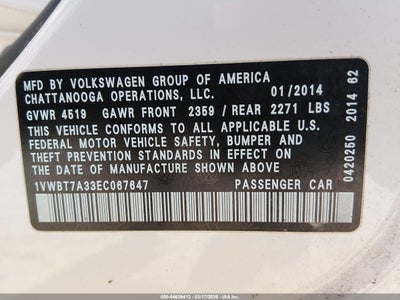 MFD BY VOLKSWAGEN GROUP OF AMERICA
CHATTANOOGA OPERATIONS, LLC. 01/2014
GVWR 4519 GAWR FRONT 2359 / REAR 2271 LBS
THIS VEHICLE CONFORMS TO ALL APPLICABLE U.S.
FEDERAL MOTOR VEHICLE SAFETY, BUMPER AND
THEFT PREVENTION STANDARDS IN EFFECT ON THE
DATE OF MANUFACTURE SHOWN ABOVE
1VWBT7A33EC067647 PASSENGER CAR
0420260 2014 62